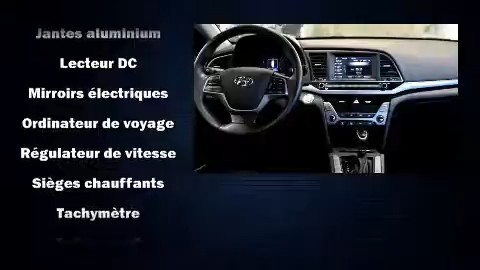 Jantes aluminium
Lecteur DC
Mirroirs électriques
Ordinateur de voyage
Régulateur de vitesse
Sièges chauffants
Tachymètre